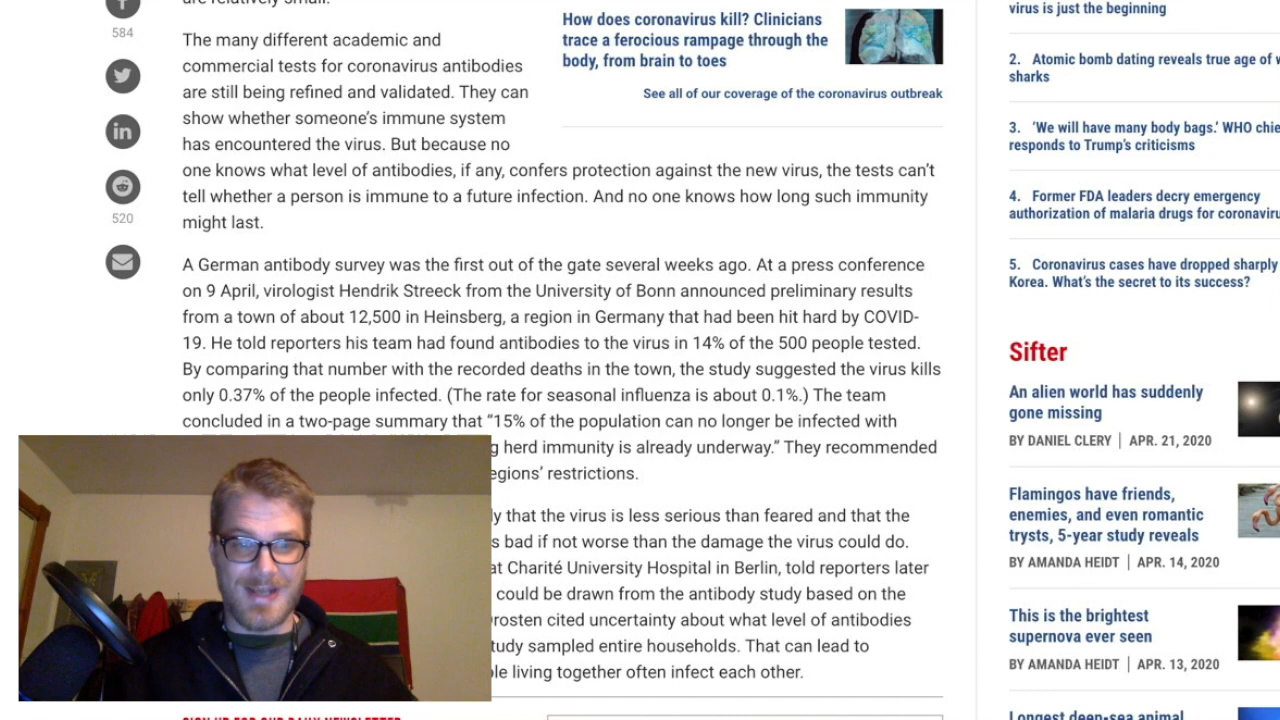 are relatively small.
584
The many different academic and
commercial tests for coronavirus antibodies
are still being refined and validated. They can
show whether someone’s immune system
has encountered the virus. But because no
one knows what level of antibodies, if any, confers protection against the new virus, the tests can’t
tell whether a person is immune to a future infection. And no one knows how long such immunity
might last.
520
How does coronavirus kill? Clinicians
trace a ferocious rampage through the
body, from brain to toes
See all of our coverage of the coronavirus outbreak
A German antibody survey was the first out of the gate several weeks ago. At a press conference
on 9 April, virologist Hendrik Streeck from the University of Bonn announced preliminary results
from a town of about 12,500 in Heinsberg, a region in Germany that had been hit hard by COVID-
19. He told reporters his team had found antibodies to the virus in 14% of the 500 people tested.
By comparing that number with the recorded deaths in the town, the study suggested the virus kills
only 0.37% of the people infected. (The rate for seasonal influenza is about 0.1%.) The team
concluded in a two-page summary that “15% of the population can no longer be infected with
g herd immunity is already underway.” They recommended
egions’ restrictions.
ly that the virus is less serious than feared and that the
s bad if not worse than the damage the virus could do.
at Charité University Hospital in Berlin, told reporters later
could be drawn from the antibody study based on the
rosten cited uncertainty about what level of antibodies
tudy sampled entire households. That can lead to
le living together often infect each other.
SIGN UP FOR OUR DAILY NEWSLETTER
virus is just the beginning
2. Atomic bomb dating reveals true age of w
sharks
3. ‘We will have many body bags.’ WHO chie
responds to Trump’s criticisms
4. Former FDA leaders decry emergency
authorization of malaria drugs for coronaviru
5. Coronavirus cases have dropped sharply
Korea. What’s the secret to its success?
Sifter
An alien world has suddenly
gone missing
BY DANIEL CLERY | APR. 21, 2020
Flamingos have friends,
enemies, and even romantic
trysts, 5-year study reveals
BY AMANDA HEIDT | APR. 14, 2020
This is the brightest
supernova ever seen
BY AMANDA HEIDT | APR. 13, 2020
Longest deep-sea animal